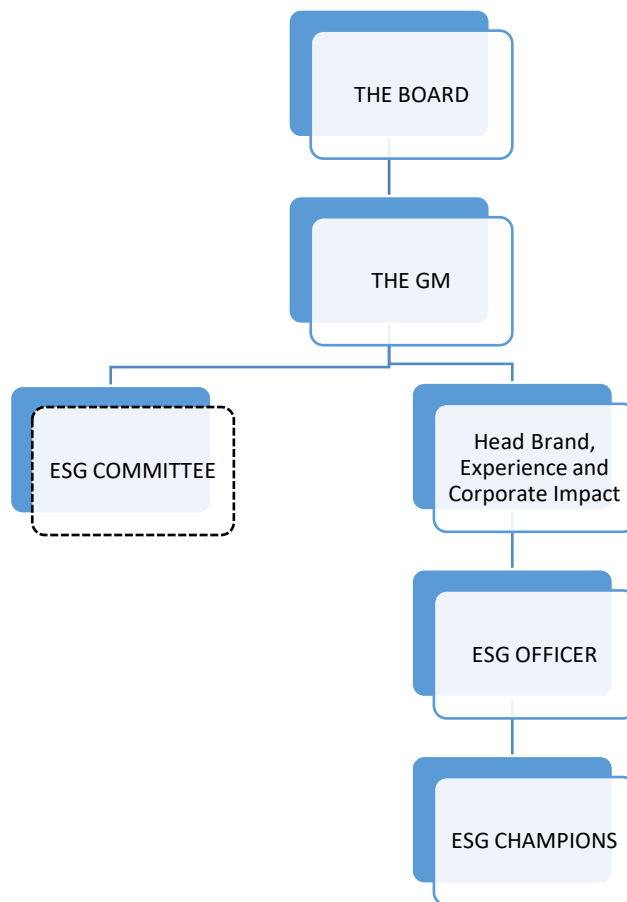 THE BOARD
THE GM
ESG COMMITTEE
Head Brand,
Experience and
Corporate Impact
ESG OFFICER
ESG CHAMPIONS